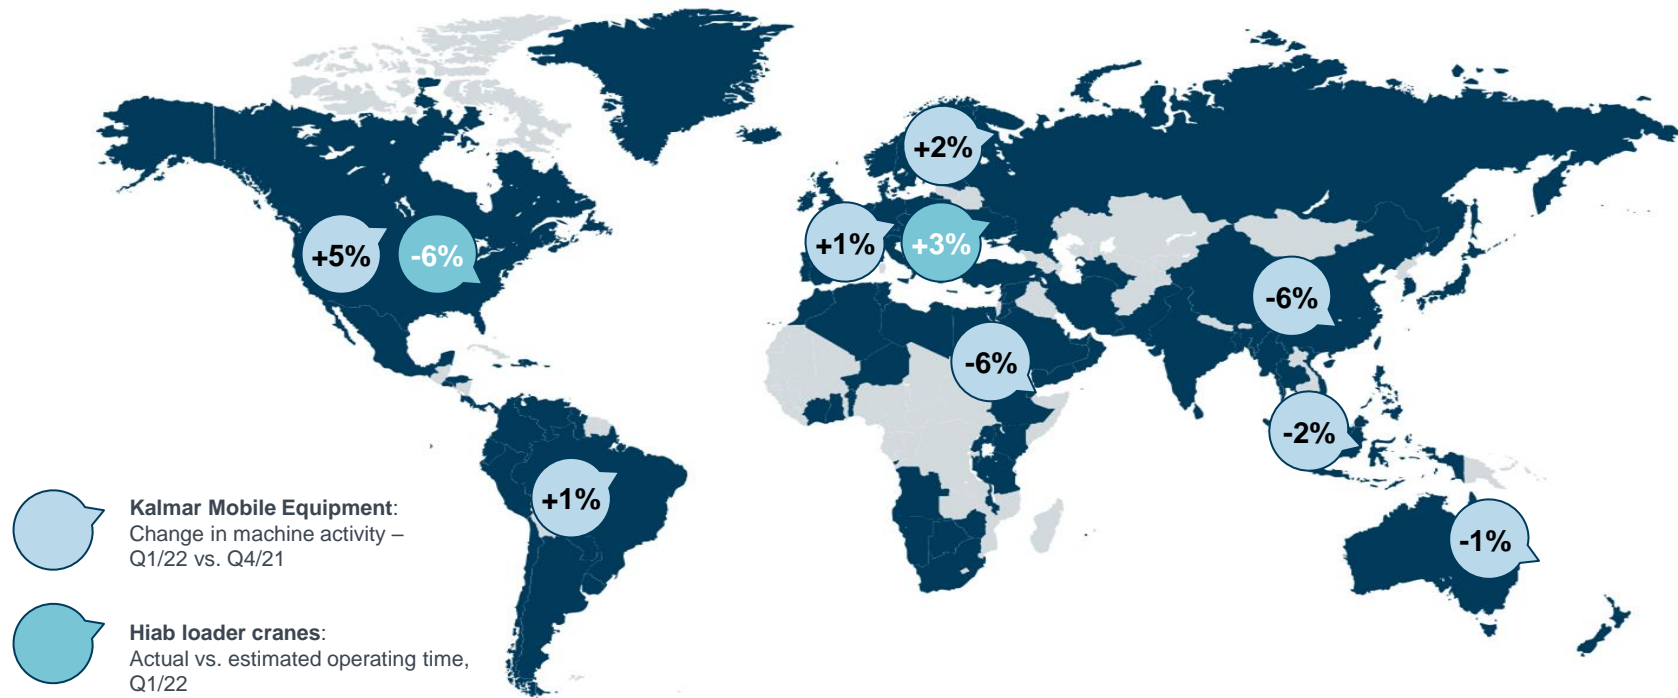 +2%
+5%
-6%
+1%
+3%
-6%
-6%
-2%
+1%
-1%
Kalmar Mobile Equipment:
Change in machine activity –
Q1/22 vs. Q4/21
Hiab loader cranes:
Actual vs. estimated operating time,
Q1/22